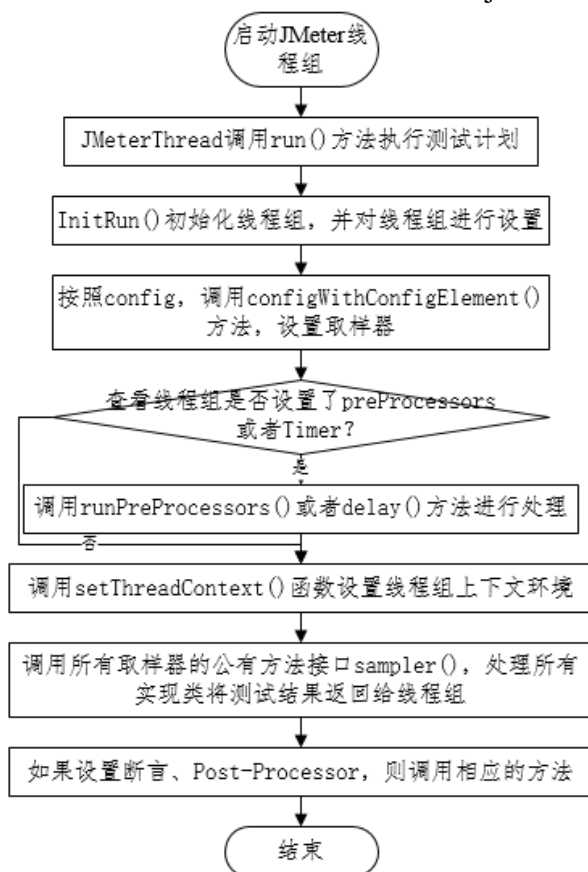 启动JMeter线
程组
JMeterThread调用run()方法执行测试计划
InitRun()初始化线程组，并对线程组进行设置
按照config，调用configWithConfigElement()
方法，设置取样器
查看线程组是否设置了preProcessors
或者Timer？
是
调用runPreProcessors()或者delay()方法进行处理
否
调用setThreadContext()函数设置线程组上下文环境
调用所有取样器的公有方法接口sampler()，处理所有
实现类将测试结果返回给线程组
如果设置断言、Post-Processor，则调用相应的方法
结束